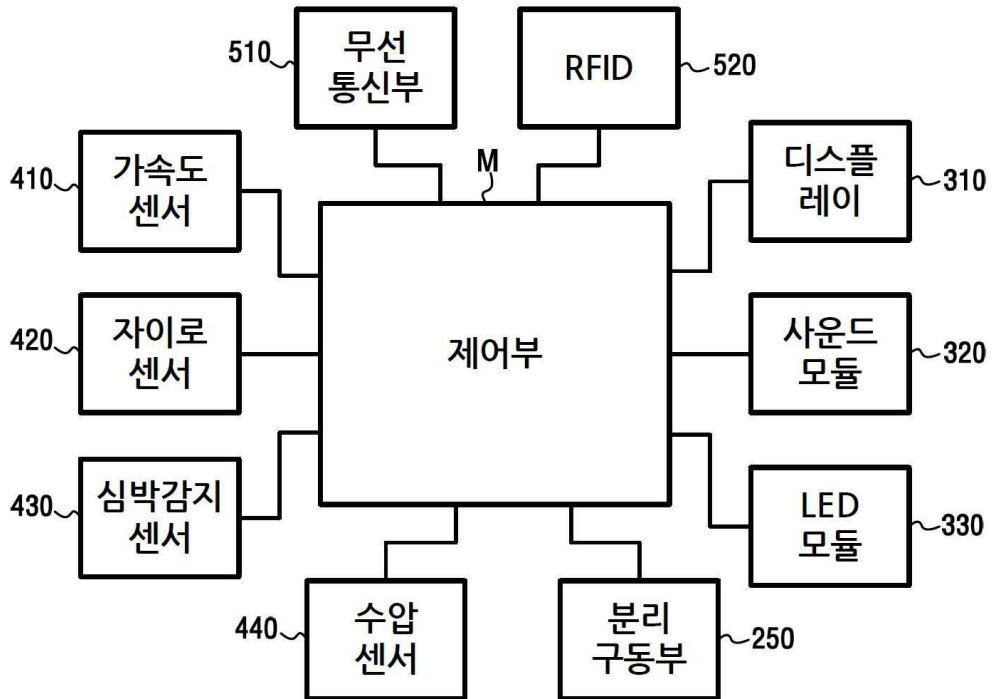 510
무선
통신부
RFID
520
M
410
가속도
센서
디스플
레이
310
420
자이로
센서
제어부
사운드
모듈
320
430
심박감지
센서
LED
모듈
330
440
수압
센서
분리
구동부
250